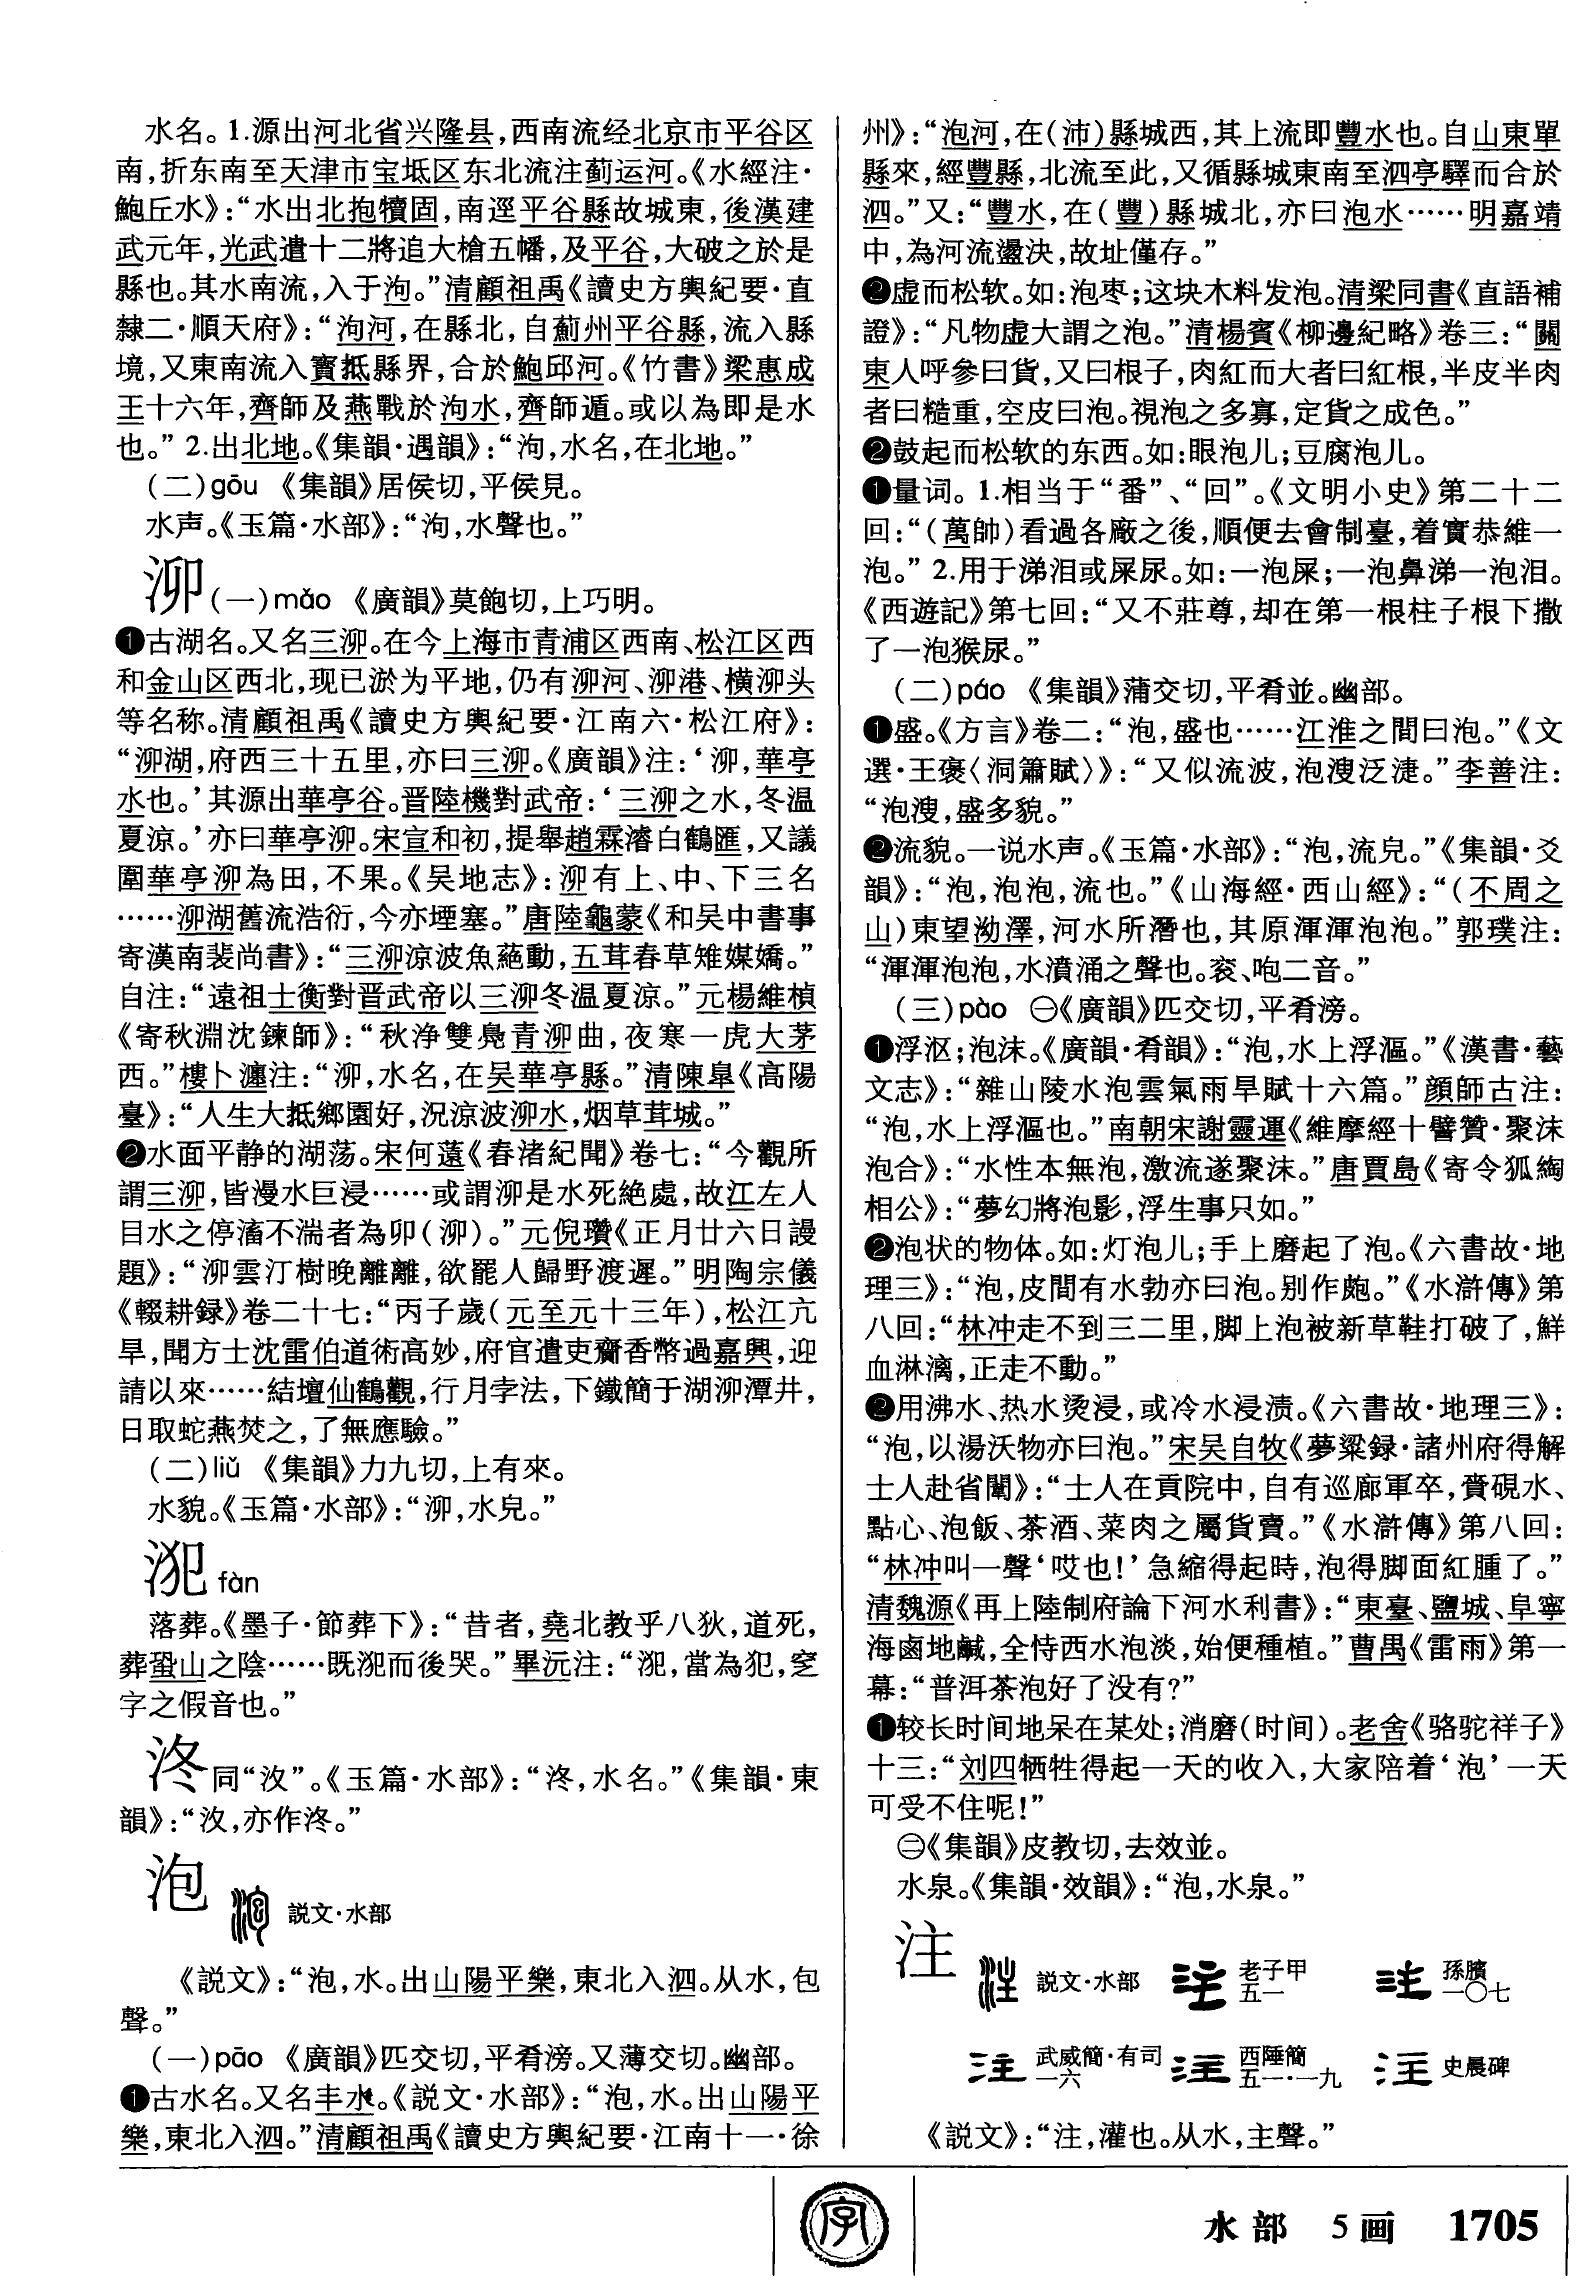 水名。1.源出河北省兴隆县，西南流经北京市平谷区
南，折东南至天津市宝坻区东北流注蓟运河。《水經注·
鮑丘水》：“水出北抱犢固，南逕平谷縣故城東，後漢建
武元年，光武遣十二將追大槍五幡，及平谷，大破之於是
縣也。其水南流，入于泃。”清顧祖禹《讀史方輿紀要·直
隸二·順天府》：“泃河，在縣北，自薊州平谷縣，流入縣
境，又東南流入寳抵縣界，合於鮑邱河。《竹書》梁惠成
王十六年，齊師及燕戰於泃水，齊師遁。或以為即是水
也。”2.出北地。《集韻·遇韻》：“泃，水名，在北地。”
（二）gōu 《集韻》居侯切，平侯見。
水声。《玉篇·水部》：“泃，水聲也。”
泖（一）mǎo 《廣韻》莫飽切，上巧明。
❶古湖名。又名三泖。在今上海市青浦区西南、松江区西
和金山区西北，现已淤为平地，仍有泖河、泖港、横泖头
等名称。清顧祖禹《讀史方輿紀要·江南六·松江府》：
“泖湖，府西三十五里，亦曰三泖。《廣韻》注：‘泖，華亭
水也。’其源出華亭谷。晋陸機對武帝：‘三泖之水，冬温
夏凉。’亦曰華亭泖。宋宣和初，提舉趙霖濬白鶴匯，又議
圍華亭泖為田，不果。《吴地志》：泖有上、中、下三名
……泖湖舊流浩衍，今亦堙塞。”唐陸龜蒙《和吴中書事
寄漢南裴尚書》：“三泖凉波魚蕝動，五茸春草雉媒嬌。”
自注：“遠祖士衡對晋武帝以三泖冬温夏凉。”元楊維楨
《寄秋淵沈鍊師》：“秋净雙鳧青泖曲，夜寒一虎大茅
西。”樓卜瀍注：“泖，水名，在吴華亭縣。”清陳皐《高陽
臺》：“人生大抵鄉園好，況凉波泖水，烟草茸城。”
❷水面平静的湖荡。宋何薳《春渚紀聞》卷七：“今觀所
謂三泖，皆漫水巨浸……或謂泖是水死絶處，故江左人
目水之停滀不湍者為卯（泖）。”元倪瓚《正月廿六日謾
題》：“泖雲汀樹晚離離，欲罷人歸野渡遲。”明陶宗儀
《輟耕録》卷二十七：“丙子歲（元至元十三年），松江亢
旱，聞方士沈雷伯道術高妙，府官遣吏齎香幣過嘉興，迎
請以來……結壇仙鶴觀，行月孛法，下鐵簡于湖泖潭井，
日取蛇燕焚之，了無應驗。”
（二）liǔ 《集韻》力九切，上有來。
水貌。《玉篇·水部》：“泖，水皃。”
㳊 fàn
落葬。《墨子·節葬下》：“昔者，堯北教乎八狄，道死，
葬蛩山之陰……既㳊而後哭。”畢沅注：“㳊，當為犯，窆
字之假音也。”
泈同“汷”。《玉篇·水部》：“泈，水名。”《集韻·東
韻》：“汷，亦作泈。”
泡 説文·水部
《説文》：“泡，水。出山陽平樂，東北入泗。从水，包
聲。”
（一）pāo 《廣韻》匹交切，平肴滂。又薄交切。幽部。
❶古水名。又名丰水。《説文·水部》：“泡，水。出山陽平
樂，東北入泗。”清顧祖禹《讀史方輿紀要·江南十一·徐
州》：“泡河，在（沛）縣城西，其上流即豐水也。自山東單
縣來，經豐縣，北流至此，又循縣城東南至泗亭驛而合於
泗。”又：“豐水，在（豐）縣城北，亦曰泡水……明嘉靖
中，為河流盪決，故址僅存。”
❷虚而松软。如：泡枣；这块木料发泡。清梁同書《直語補
證》：“凡物虚大謂之泡。”清楊賓《柳邊紀略》卷三：“關
東人呼參曰貨，又曰根子，肉紅而大者曰紅根，半皮半肉
者曰糙重，空皮曰泡。視泡之多寡，定貨之成色。”
❷鼓起而松软的东西。如：眼泡儿；豆腐泡儿。
❶量词。1.相当于“番”、“回”。《文明小史》第二十二
回：“（萬帥）看過各廠之後，順便去會制臺，着實恭維一
泡。”2.用于涕泪或屎尿。如：一泡屎；一泡鼻涕一泡泪。
《西遊記》第七回：“又不莊尊，却在第一根柱子根下撒
了一泡猴尿。”
（二）páo 《集韻》蒲交切，平肴並。幽部。
❶盛。《方言》卷二：“泡，盛也……江淮之間曰泡。”《文
選·王褒〈洞簫賦〉》：“又似流波，泡溲泛㳻。”李善注：
“泡溲，盛多貌。”
❷流貌。一说水声。《玉篇·水部》：“泡，流皃。”《集韻·爻
韻》：“泡，泡泡，流也。”《山海經·西山經》：“（不周之
山）東望泑澤，河水所潛也，其原渾渾泡泡。”郭璞注：
“渾渾泡泡，水濆涌之聲也。衮、咆二音。”
（三）pào ㊀《廣韻》匹交切，平肴滂。
❶浮沤；泡沫。《廣韻·肴韻》：“泡，水上浮漚。”《漢書·藝
文志》：“雜山陵水泡雲氣雨旱賦十六篇。”顔師古注：
“泡，水上浮漚也。”南朝宋謝靈運《維摩經十譬贊·聚沫
泡合》：“水性本無泡，激流遂聚沫。”唐賈島《寄令狐綯
相公》：“夢幻將泡影，浮生事只如。”
❷泡状的物体。如：灯泡儿；手上磨起了泡。《六書故·地
理三》：“泡，皮間有水勃亦曰泡。别作皰。”《水滸傳》第
八回：“林冲走不到三二里，脚上泡被新草鞋打破了，鮮
血淋漓，正走不動。”
❷用沸水、热水烫浸，或冷水浸渍。《六書故·地理三》：
“泡，以湯沃物亦曰泡。”宋吴自牧《夢粱録·諸州府得解
士人赴省闈》：“士人在貢院中，自有巡廊軍卒，賫硯水、
點心、泡飯、茶酒、菜肉之屬貨賣。”《水滸傳》第八回：
“林冲叫一聲‘哎也！’急縮得起時，泡得脚面紅腫了。”
清魏源《再上陸制府論下河水利書》：“東臺、鹽城、阜寧
海鹵地鹹，全恃西水泡淡，始便種植。”曹禺《雷雨》第一
幕：“普洱茶泡好了没有？”
❶较长时间地呆在某处；消磨（时间）。老舍《骆驼祥子》
十三：“刘四牺牲得起一天的收入，大家陪着‘泡’一天
可受不住呢！”
㊁《集韻》皮教切，去效並。
水泉。《集韻·效韻》：“泡，水泉。”
注 説文·水部 老子甲五一 孫臏一〇七
武威簡·有司一六 西陲簡五一·一九 史晨碑
《説文》：“注，灌也。从水，主聲。”
字
水部 5画 1705